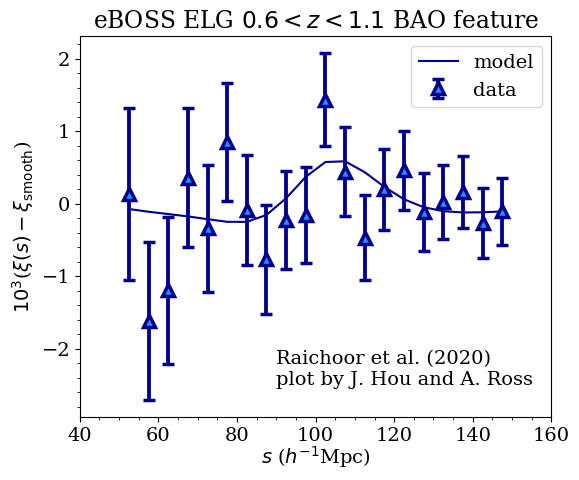 eBOSS ELG 0.6 < z < 1.1 BAO feature
model
data
2
1
0
−1
−2
10³(ξ(s) − ξsmooth)
Raichoor et al. (2020)
plot by J. Hou and A. Ross
40 60 80 100 120 140 160
s (h⁻¹Mpc)